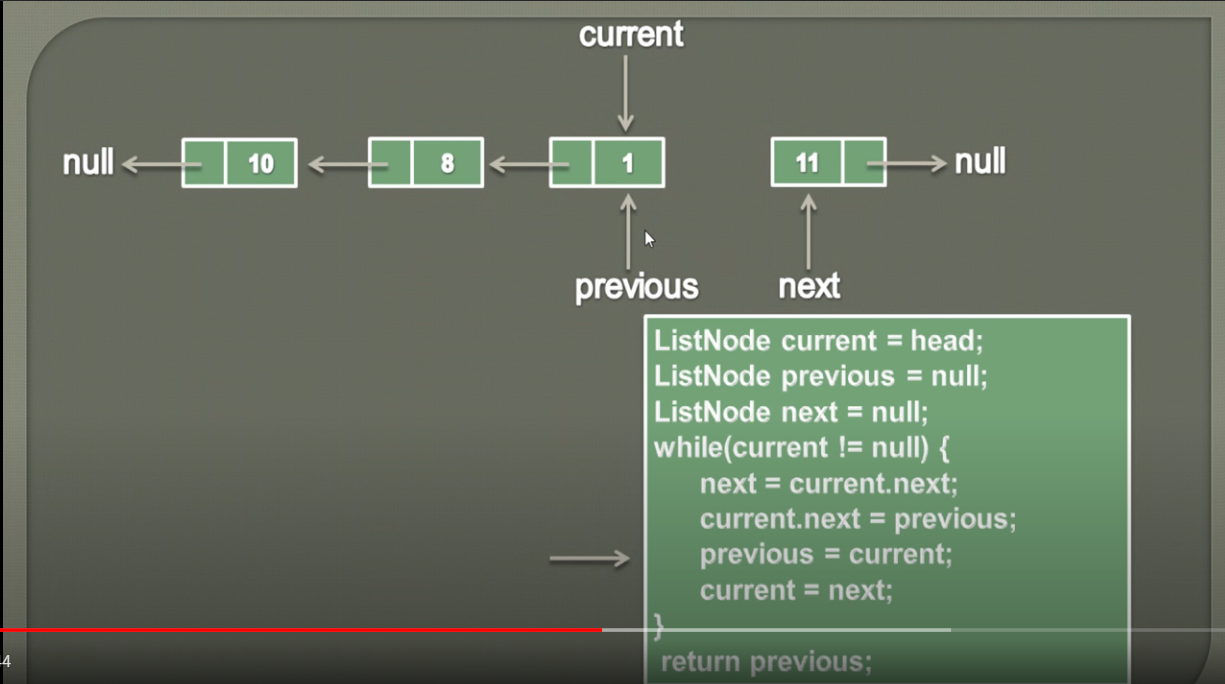 current
null 10 8 1 11 null
previous next
ListNode current = head;
ListNode previous = null;
ListNode next = null;
while(current != null) {
next = current.next;
current.next = previous;
previous = current;
current = next;
}
return previous;